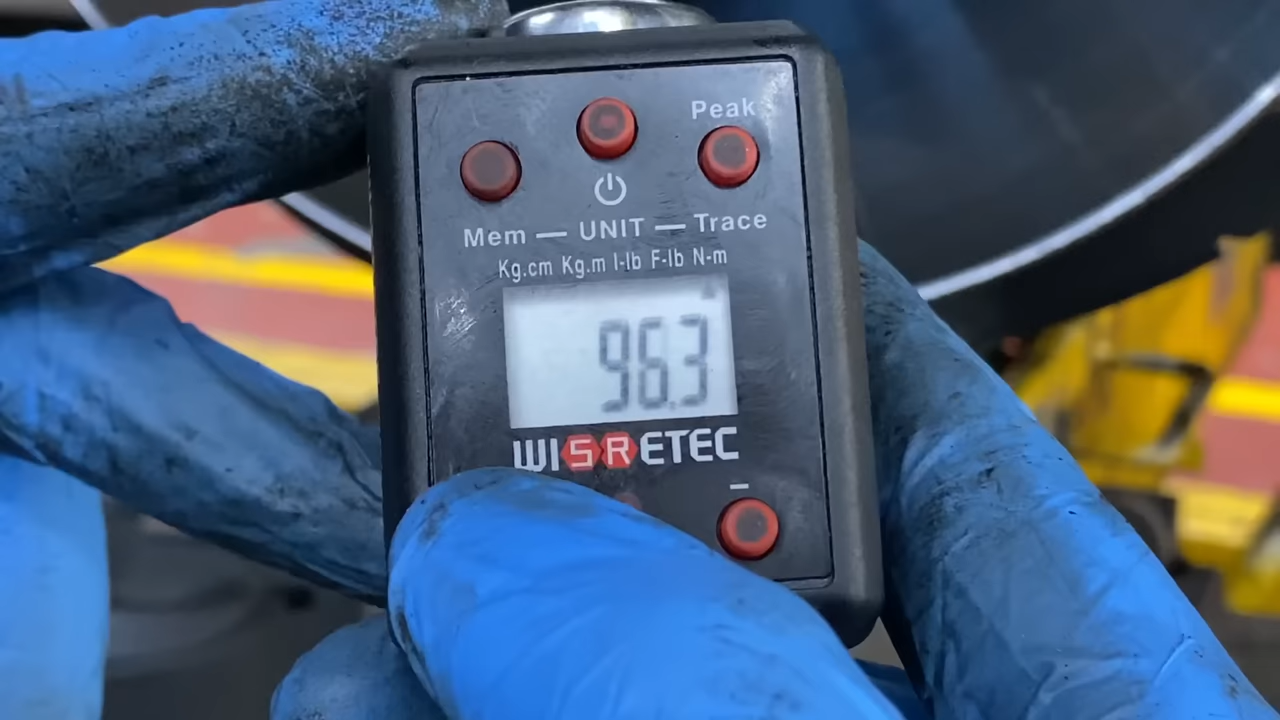 Peak
Mem — UNIT — Trace
Kg.cm Kg.m I-lb F-lb N-m
96.3
WISRETEC
−